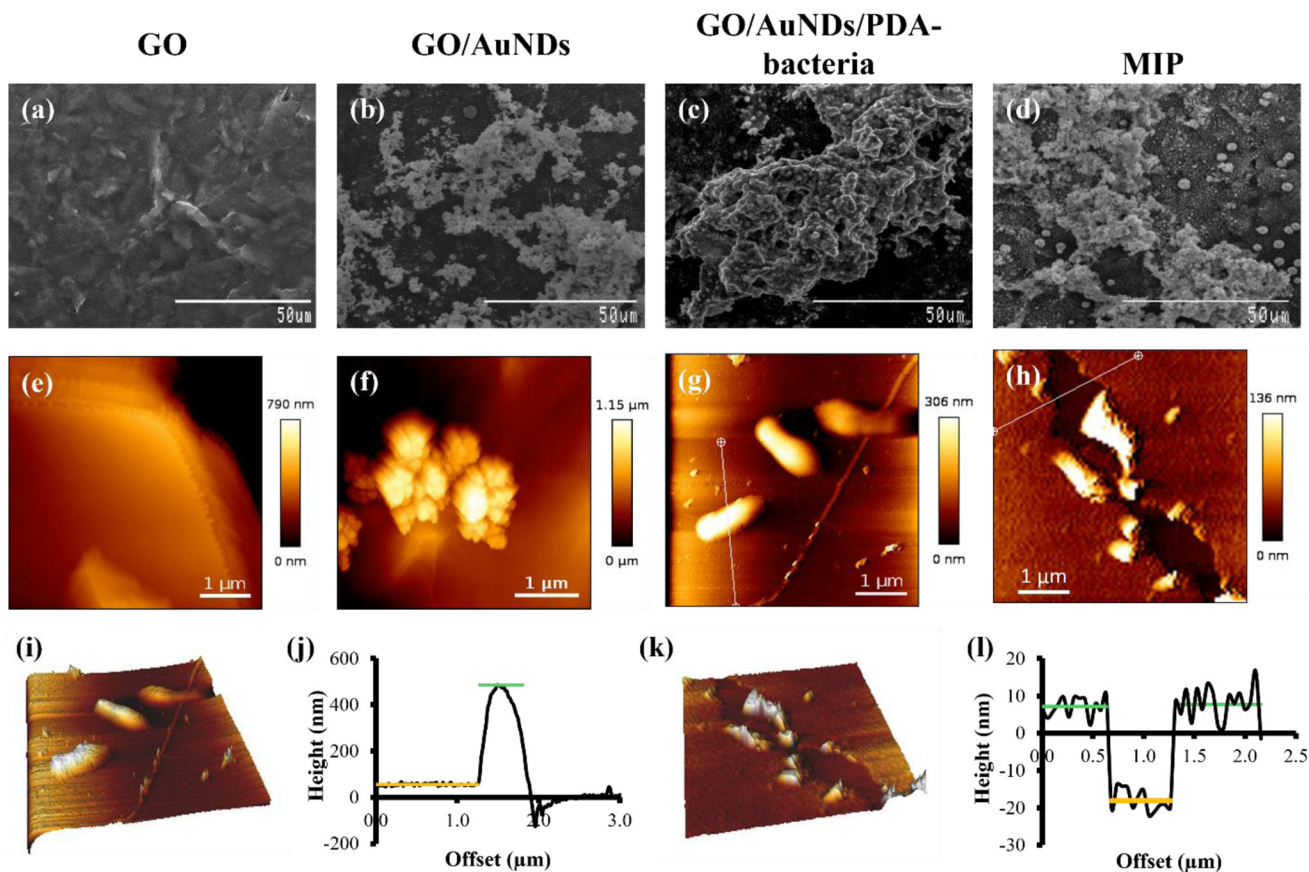 GO
GO/AuNDs
GO/AuNDs/PDA-
bacteria
MIP
(a)
50um
(b)
50um
(c)
50um
(d)
50um
(e)
790 nm
0 nm
1 µm
(f)
1.15 µm
0 µm
1 µm
(g)
306 nm
0 nm
1 µm
(h)
136 nm
0 nm
1 µm
(i)
(j)
600
400
200
0
-200
Height (nm)
0.0 1.0 2.0 3.0
Offset (µm)
(k)
(l)
20
10
0
-10
-20
-30
Height (nm)
0.0 0.5 1.0 1.5 2.0 2.5
Offset (µm)